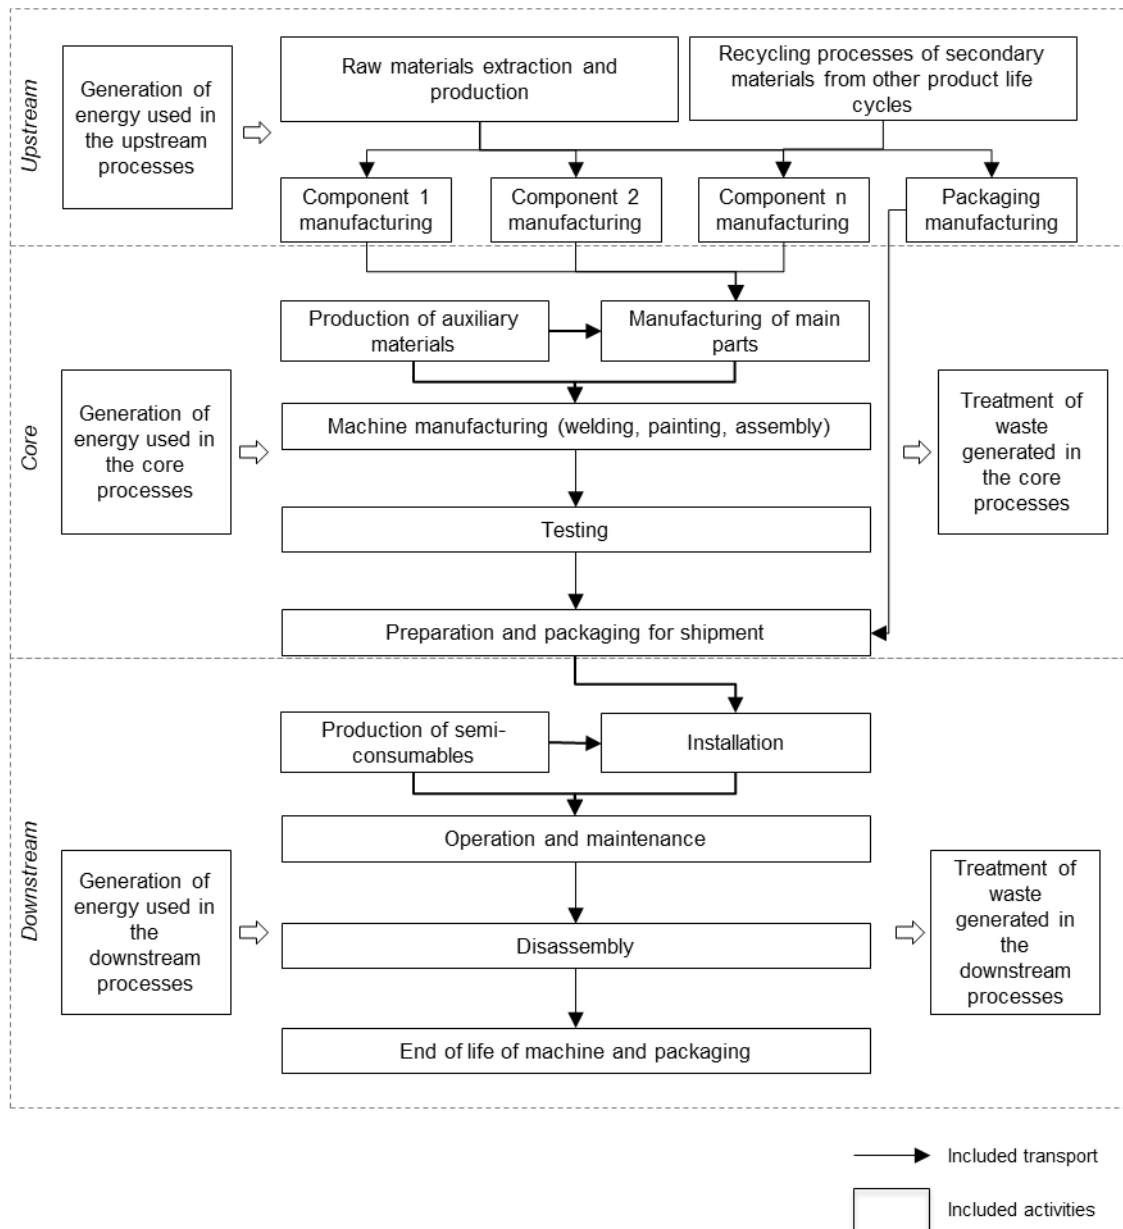 Upstream
Generation of
energy used in
the upstream
processes
Raw materials extraction and
production
Recycling processes of secondary
materials from other product life
cycles
Component 1
manufacturing
Component 2
manufacturing
Component n
manufacturing
Packaging
manufacturing
Core
Generation of
energy used in
the core
processes
Production of auxiliary
materials
Manufacturing of main
parts
Machine manufacturing (welding, painting, assembly)
Testing
Preparation and packaging for shipment
Treatment of
waste
generated in
the core
processes
Downstream
Generation of
energy used in
the
downstream
processes
Production of semi-
consumables
Installation
Operation and maintenance
Disassembly
End of life of machine and packaging
Treatment of
waste
generated in
the
downstream
processes
Included transport
Included activities